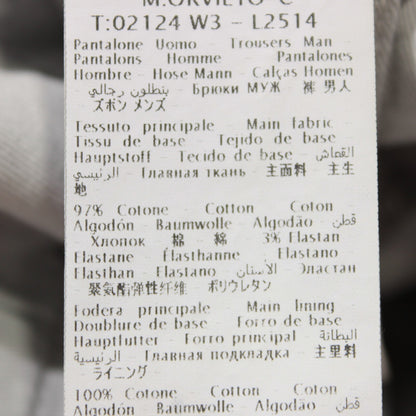 M.ORVIETO-C
T:02124 W3 - L2514
Pantalone Uomo - Trousers Man -
Pantalons Homme - Pantalones
Hombre - Hose Mann - Calças Homen
- بنطلون رجالي - Брюки МУЖ - 裤 男人
ズボン メンズ
Tessuto principale - Main fabric
Tissu de base - Tejido de base -
Hauptstoff - Tecido de base - القماش
الرئيسي - Главная ткань - 主面料 - 主生
地
97% Cotone - Cotton - Coton -
Algodón - Baumwolle - Algodão - قطن
- Хлопок - 棉 - 綿 - 3% Elastan
Elastane - Élasthanne - Elastano -
Elasthan - Elastano - الأستان - Эластан -
聚氨酯弹性纤维 - ポリウレタン
Fodera principale - Main lining -
Doublure de base - Forro de base -
Hauptfutter - Forro principal - البطانة
الرئيسية - Главная подкладка - 主里料
- ライニング -
100% Cotone - Cotton - Coton
Algodón - Baumwolle - Algodão - قطن